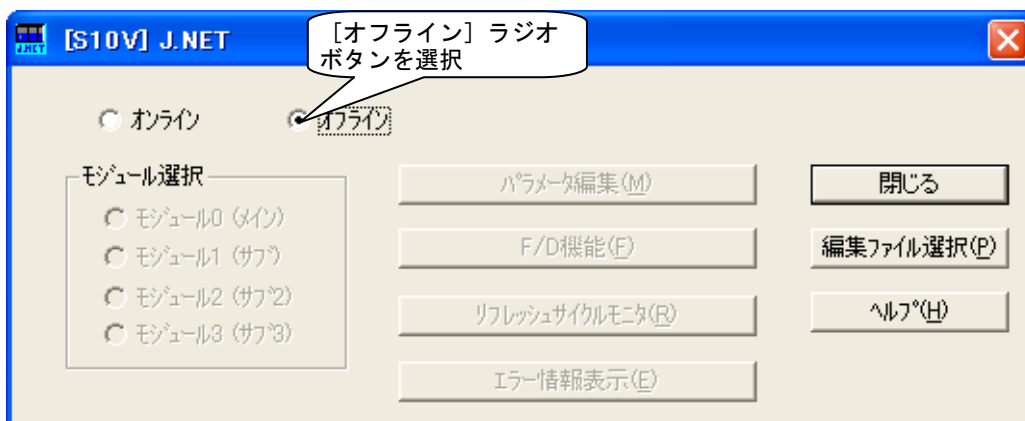 [S10V] J.NET
［オフライン］ラジオ
ボタンを選択
オンライン
オフライン
モジュール選択
モジュール0 (メイン)
モジュール1 (サブ)
モジュール2 (サブ2)
モジュール3 (サブ3)
パラメータ編集(M)
F/D機能(F)
リフレッシュサイクルモニタ(R)
エラー情報表示(E)
閉じる
編集ファイル選択(P)
ヘルプ(H)